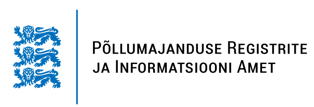 Põllumajanduse Registrite
ja Informatsiooni Amet